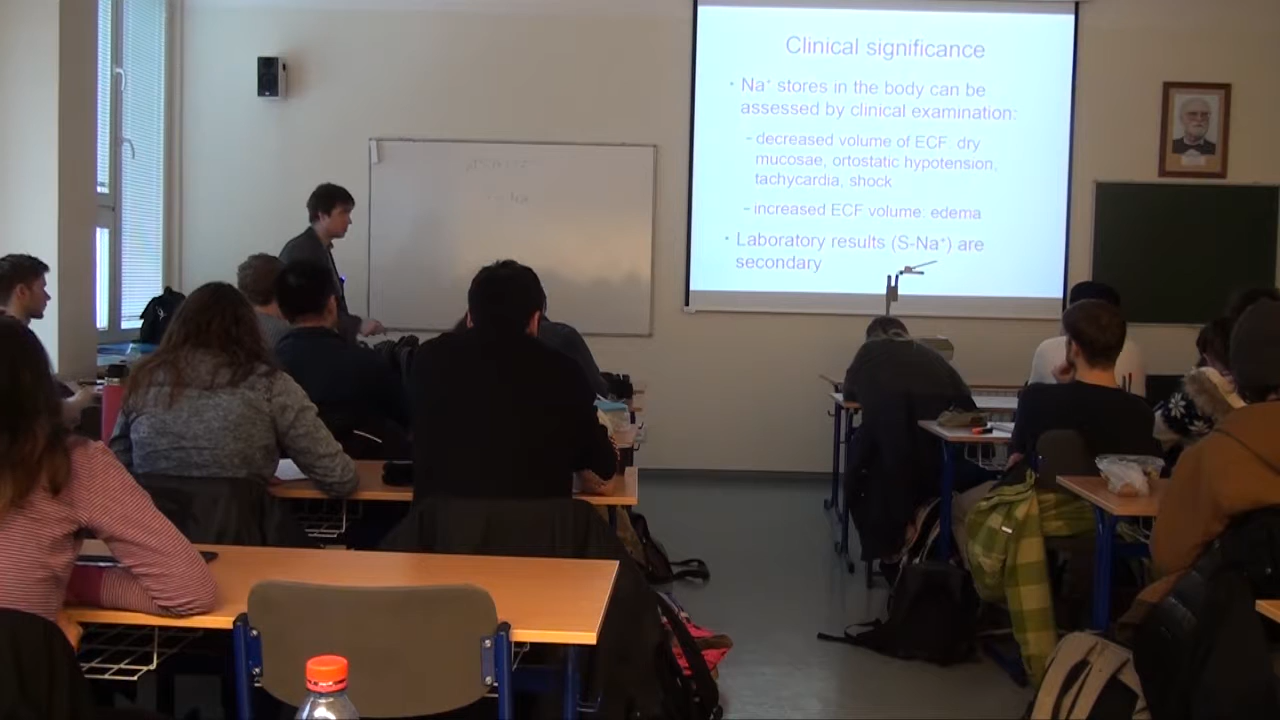 Clinical significance
• Na⁺ stores in the body can be
assessed by clinical examination:
– decreased volume of ECF: dry
mucosae, ortostatic hypotension,
tachycardia, shock
– increased ECF volume: edema
• Laboratory results (S-Na⁺) are
secondary